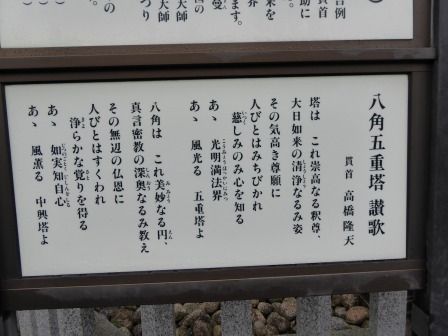 八角五重塔 讃歌
貫首 高橋隆天
塔は これ崇高なる釈尊、
大日如来の清浄なるみ姿
その気高き尊願に
人びとはみちびかれ
慈しみのみ心を知る
あゝ 光明満法界
あゝ 風光る 五重塔よ
八角は これ美妙なる円、
真言密教の深奥なるみ教え
その無辺の仏恩に
人びとはすくわれ
浄らかな覚りを得る
あゝ 如実知自心
あゝ 風薫る 中興塔よ